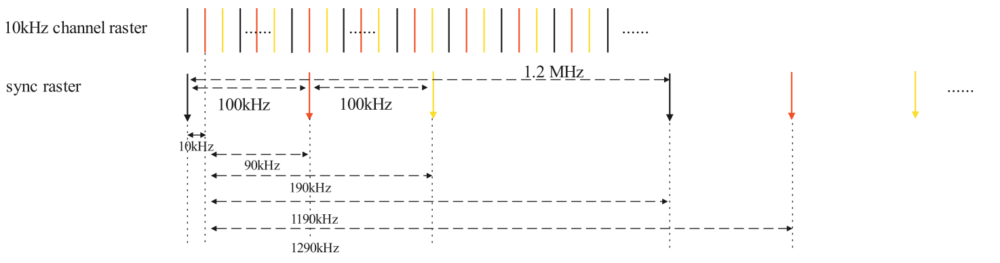 10kHz channel raster
...... ...... ......
1.2 MHz
sync raster
......
100kHz 100kHz
10kHz
90kHz
190kHz
1190kHz
1290kHz